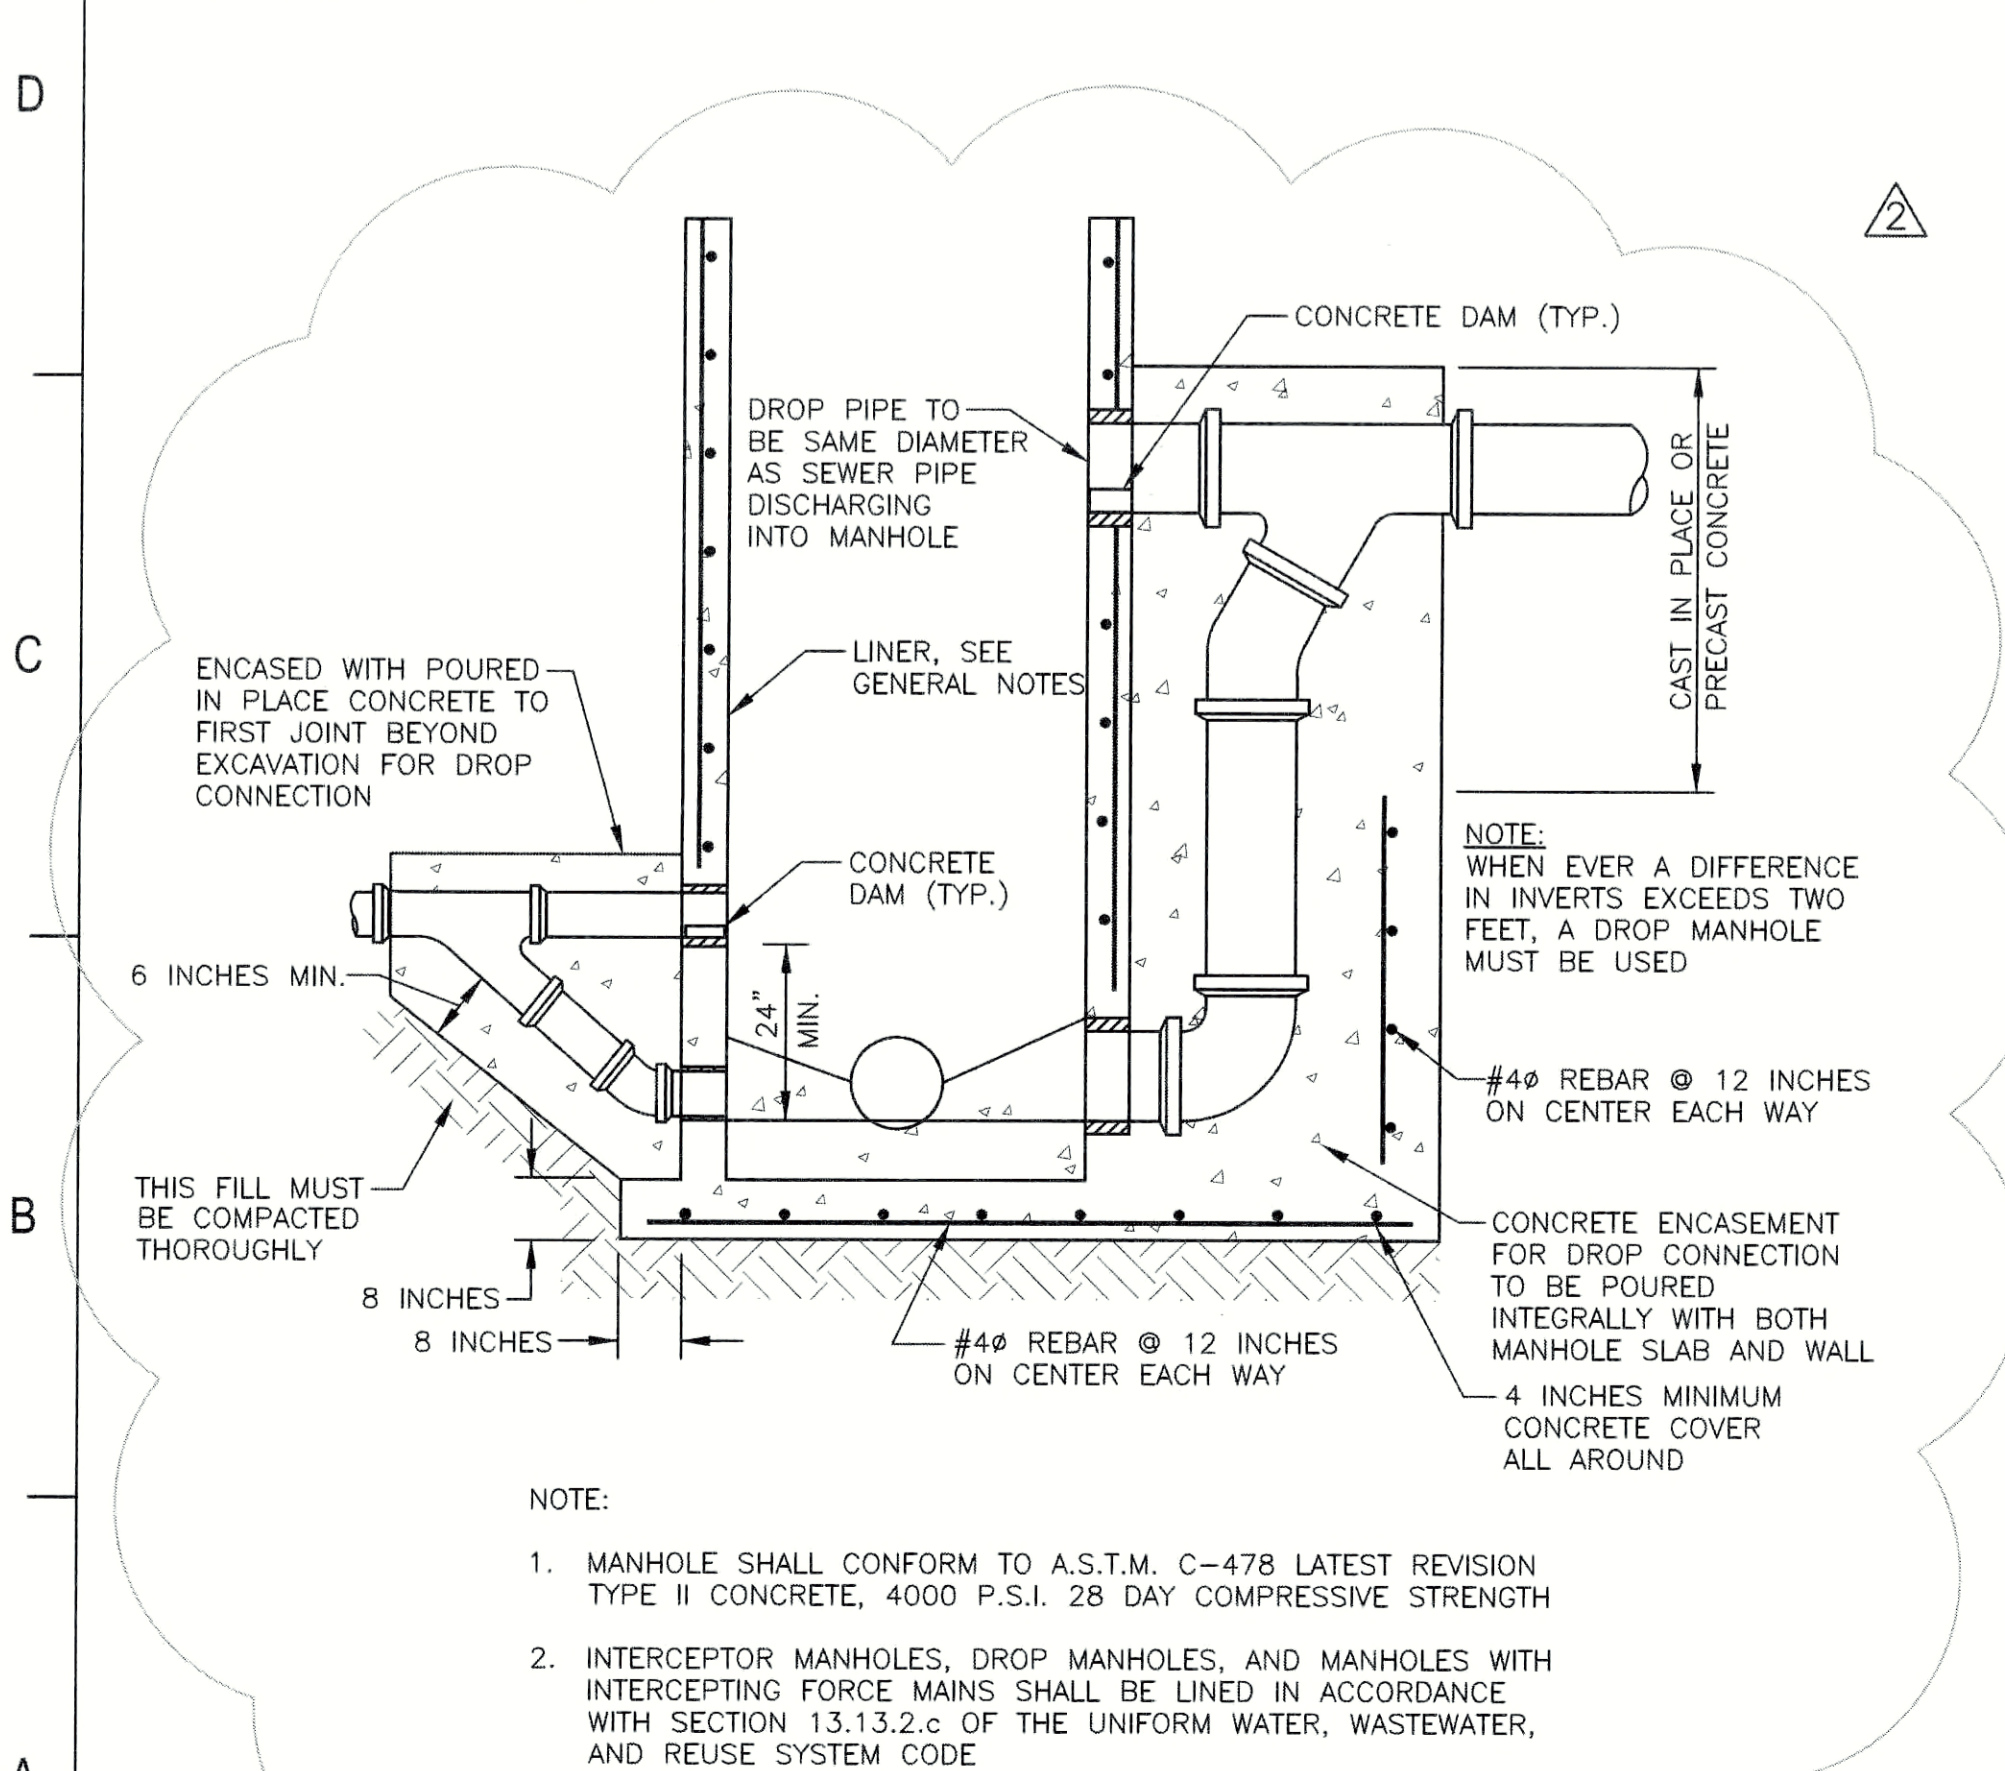 D
2
CONCRETE DAM (TYP.)
DROP PIPE TO
BE SAME DIAMETER
AS SEWER PIPE
DISCHARGING
INTO MANHOLE
CAST IN PLACE OR
PRECAST CONCRETE
C
LINER, SEE
GENERAL NOTES
ENCASED WITH POURED
IN PLACE CONCRETE TO
FIRST JOINT BEYOND
EXCAVATION FOR DROP
CONNECTION
CONCRETE
DAM (TYP.)
NOTE:
WHEN EVER A DIFFERENCE
IN INVERTS EXCEEDS TWO
FEET, A DROP MANHOLE
MUST BE USED
6 INCHES MIN.
24"
MIN.
#4ø REBAR @ 12 INCHES
ON CENTER EACH WAY
THIS FILL MUST
BE COMPACTED
THOROUGHLY
B
CONCRETE ENCASEMENT
FOR DROP CONNECTION
TO BE POURED
INTEGRALLY WITH BOTH
MANHOLE SLAB AND WALL
8 INCHES
8 INCHES
#4ø REBAR @ 12 INCHES
ON CENTER EACH WAY
4 INCHES MINIMUM
CONCRETE COVER
ALL AROUND
NOTE:
1. MANHOLE SHALL CONFORM TO A.S.T.M. C-478 LATEST REVISION
TYPE II CONCRETE, 4000 P.S.I. 28 DAY COMPRESSIVE STRENGTH
2. INTERCEPTOR MANHOLES, DROP MANHOLES, AND MANHOLES WITH
INTERCEPTING FORCE MAINS SHALL BE LINED IN ACCORDANCE
WITH SECTION 13.13.2.c OF THE UNIFORM WATER, WASTEWATER,
AND REUSE SYSTEM CODE